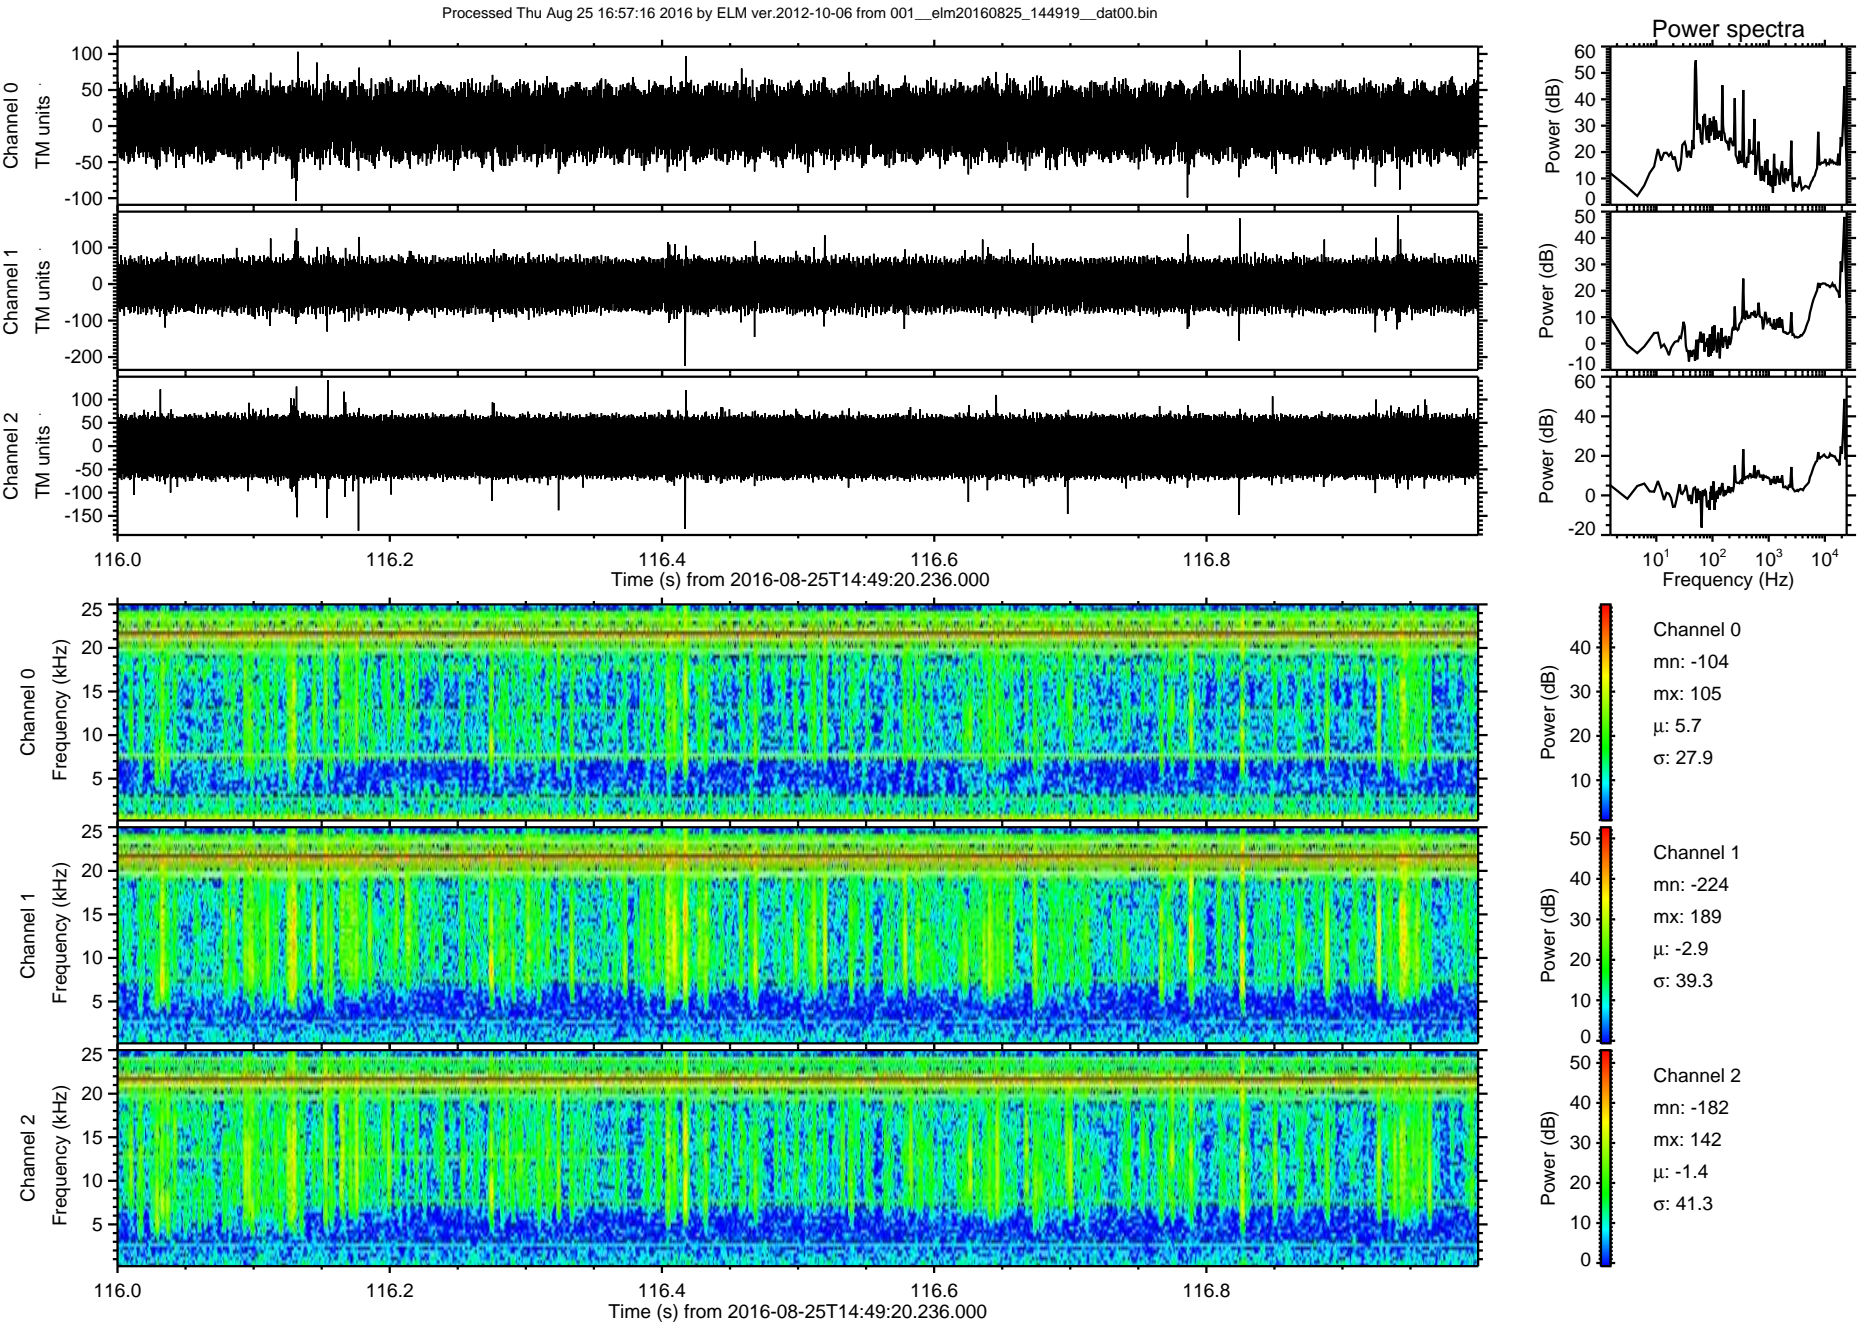 Processed Thu Aug 25 16:57:16 2016 by ELM ver.2012-10-06 from 001__elm20160825_144919__dat00.bin
Power spectra
Channel 0
TM units
100
50
0
-50
-100
Channel 1
TM units
100
0
-100
-200
Channel 2
TM units
100
50
0
-50
-100
-150
116.0 116.2 116.4 116.6 116.8
Time (s) from 2016-08-25T14:49:20.236.000
Power (dB)
60
50
40
30
20
10
0
Power (dB)
50
40
30
20
10
0
-10
Power (dB)
60
40
20
0
-20
10^1 10^2 10^3 10^4
Frequency (Hz)
Channel 0
Frequency (kHz)
25
20
15
10
5
Channel 1
Frequency (kHz)
25
20
15
10
5
Channel 2
Frequency (kHz)
25
20
15
10
5
116.0 116.2 116.4 116.6 116.8
Time (s) from 2016-08-25T14:49:20.236.000
Power (dB)
40
30
20
10
Channel 0
mn: -104
mx: 105
μ: 5.7
σ: 27.9
Power (dB)
50
40
30
20
10
0
Channel 1
mn: -224
mx: 189
μ: -2.9
σ: 39.3
Power (dB)
50
40
30
20
10
0
Channel 2
mn: -182
mx: 142
μ: -1.4
σ: 41.3